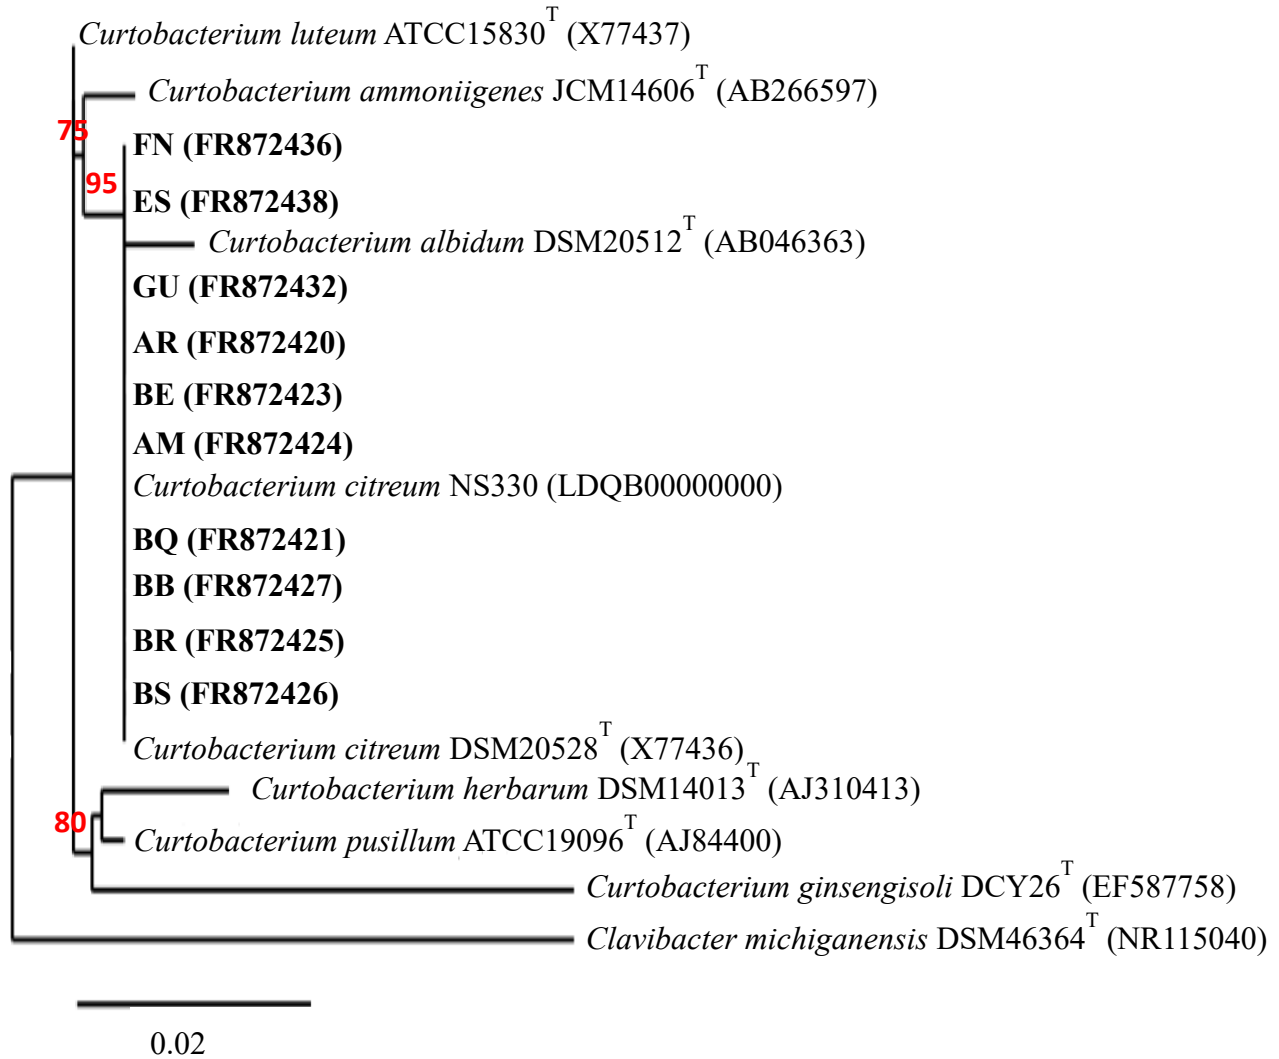 Curtobacterium luteum ATCC15830T (X77437)
Curtobacterium ammoniigenes JCM14606T (AB266597)
75
FN (FR872436)
95
ES (FR872438)
Curtobacterium albidum DSM20512T (AB046363)
GU (FR872432)
AR (FR872420)
BE (FR872423)
AM (FR872424)
Curtobacterium citreum NS330 (LDQB00000000)
BQ (FR872421)
BB (FR872427)
BR (FR872425)
BS (FR872426)
Curtobacterium citreum DSM20528T (X77436)
Curtobacterium herbarum DSM14013T (AJ310413)
80
Curtobacterium pusillum ATCC19096T (AJ84400)
Curtobacterium ginsengisoli DCY26T (EF587758)
Clavibacter michiganensis DSM46364T (NR115040)
0.02